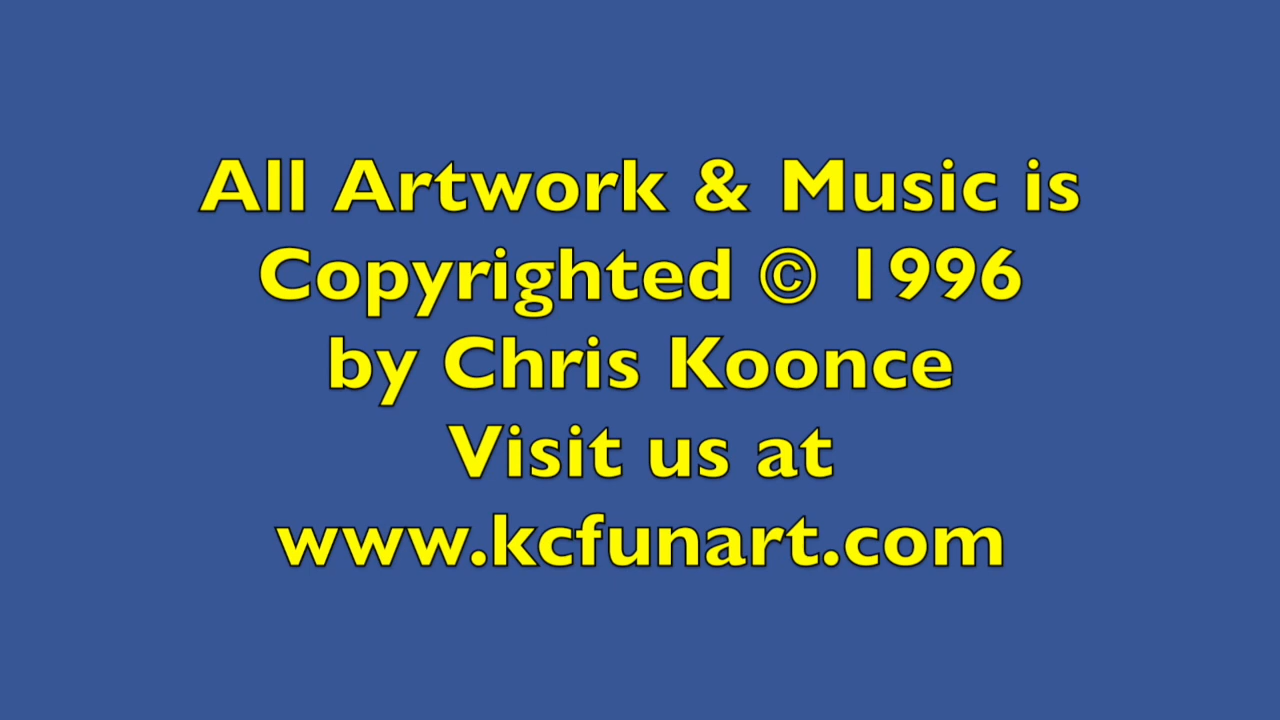 All Artwork & Music is
Copyrighted © 1996
by Chris Koonce
Visit us at
www.kcfunart.com